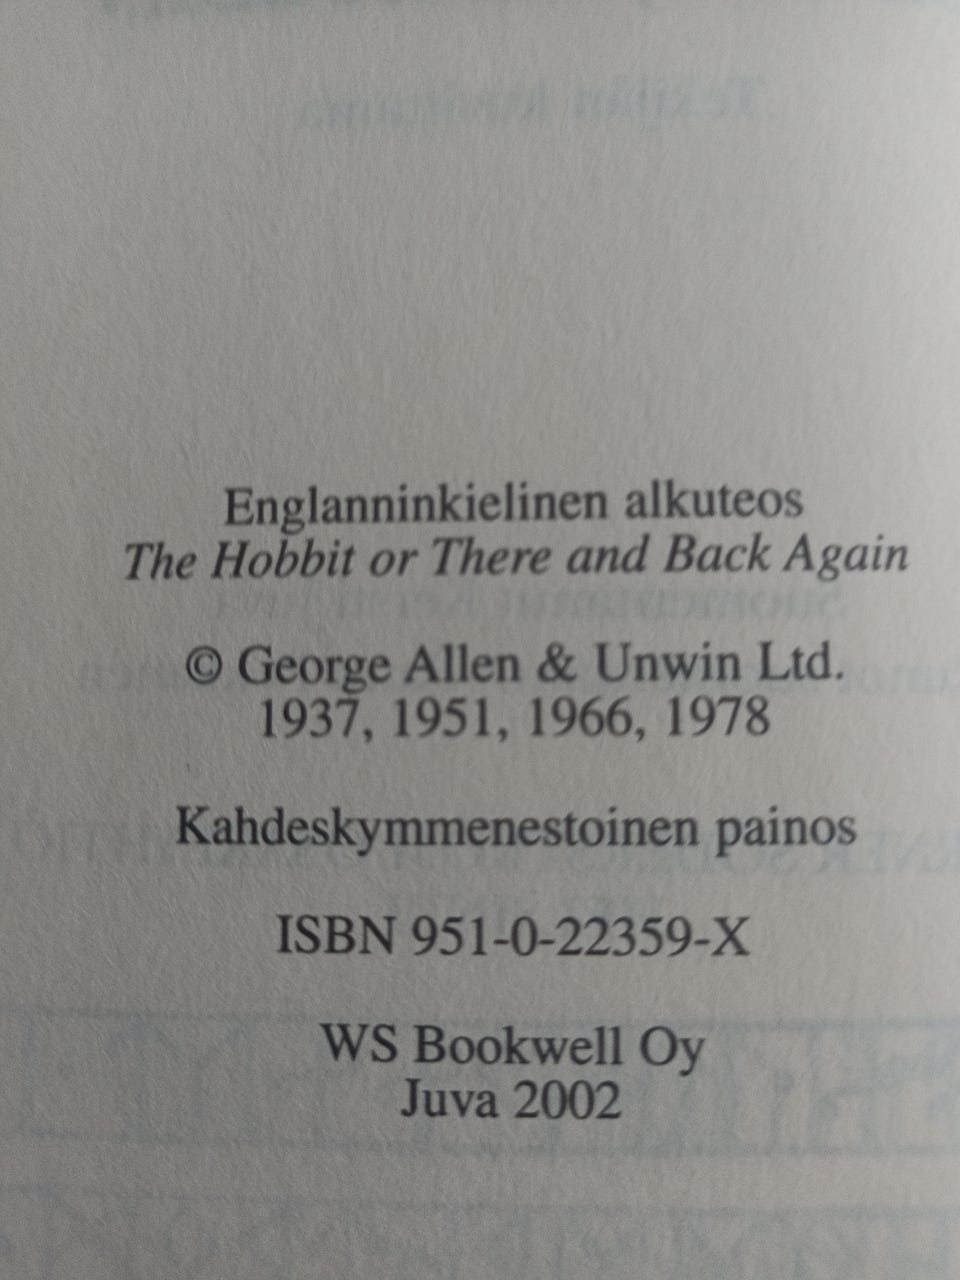 Englanninkielinen alkuteos
The Hobbit or There and Back Again
© George Allen & Unwin Ltd.
1937, 1951, 1966, 1978
Kahdeskymmenestoinen painos
ISBN 951-0-22359-X
WS Bookwell Oy
Juva 2002